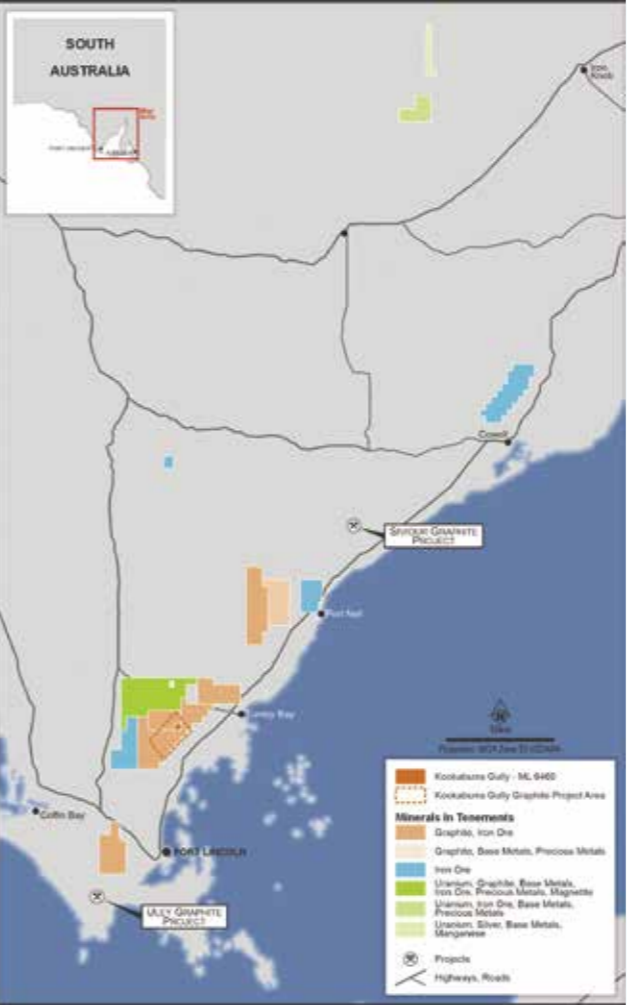 SOUTH
AUSTRALIA
Iron
Knob
Cowell
SIVIOUR GRAPHITE
PROJECT
Port Neill
Lipson Bay
Coffin Bay
PORT LINCOLN
ULEY GRAPHITE
PROJECT
Kookaburra Gully - ML 6460
Kookaburra Gully Graphite Project Area
Minerals In Tenements
Graphite, Iron Ore
Graphite, Base Metals, Precious Metals
Iron Ore
Uranium, Graphite, Base Metals,
Iron Ore, Precious Metals, Magnetite
Uranium, Iron Ore, Base Metals,
Precious Metals
Uranium, Silver, Base Metals,
Manganese
Projects
Highways, Roads